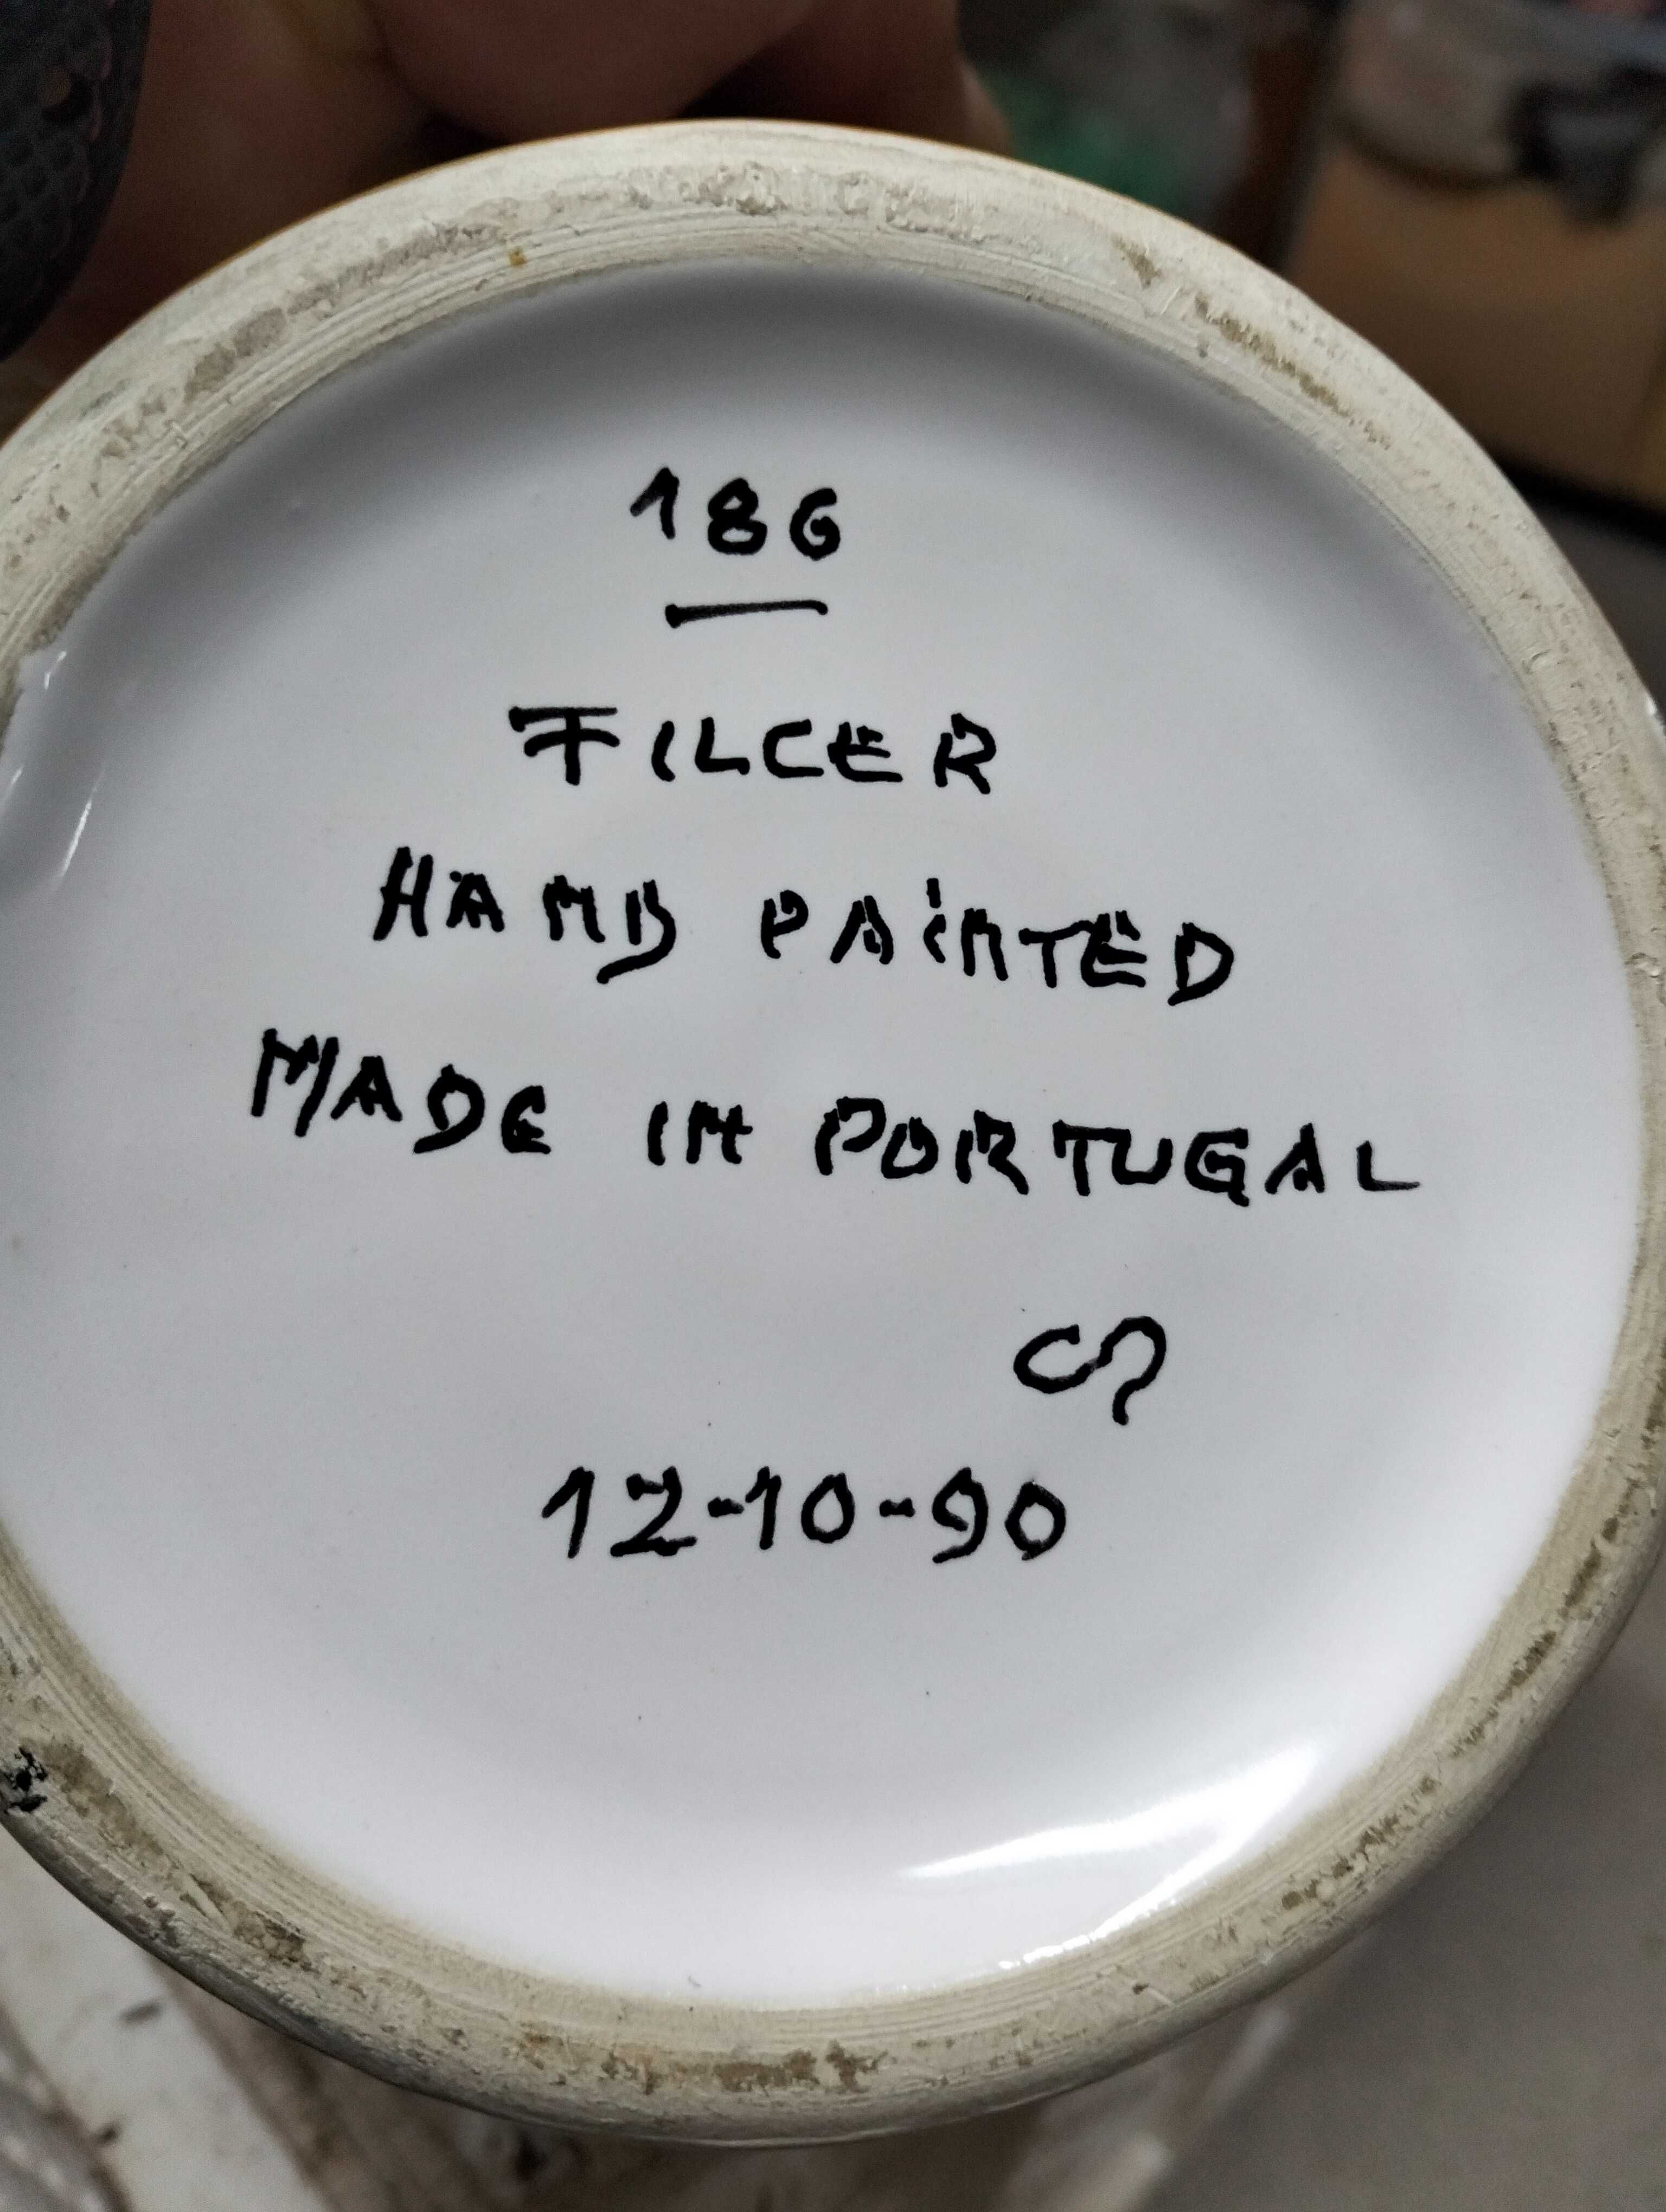 186
FILCER
HAND PAINTED
MADE IN PORTUGAL
12-10-90